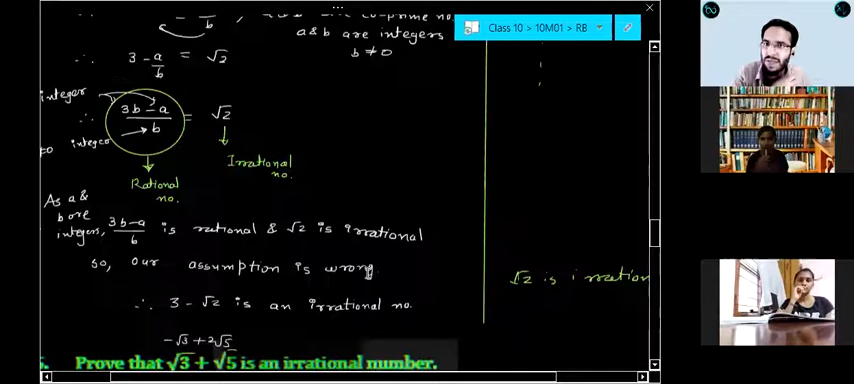 a & b are integers
b ≠ 0
∴ 3 - a/b = √2
integer
∴ (3b - a)/b = √2
integer
Irrational no.
Rational no.
As a & b are integers, (3b-a)/b is rational & √2 is irrational
so, our assumption is wrong
∴ 3 - √2 is an irrational no.
-√3 + 2√5
Prove that √3 + √5 is an irrational number.
Class 10 > 10M01 > RB
√2 is irration